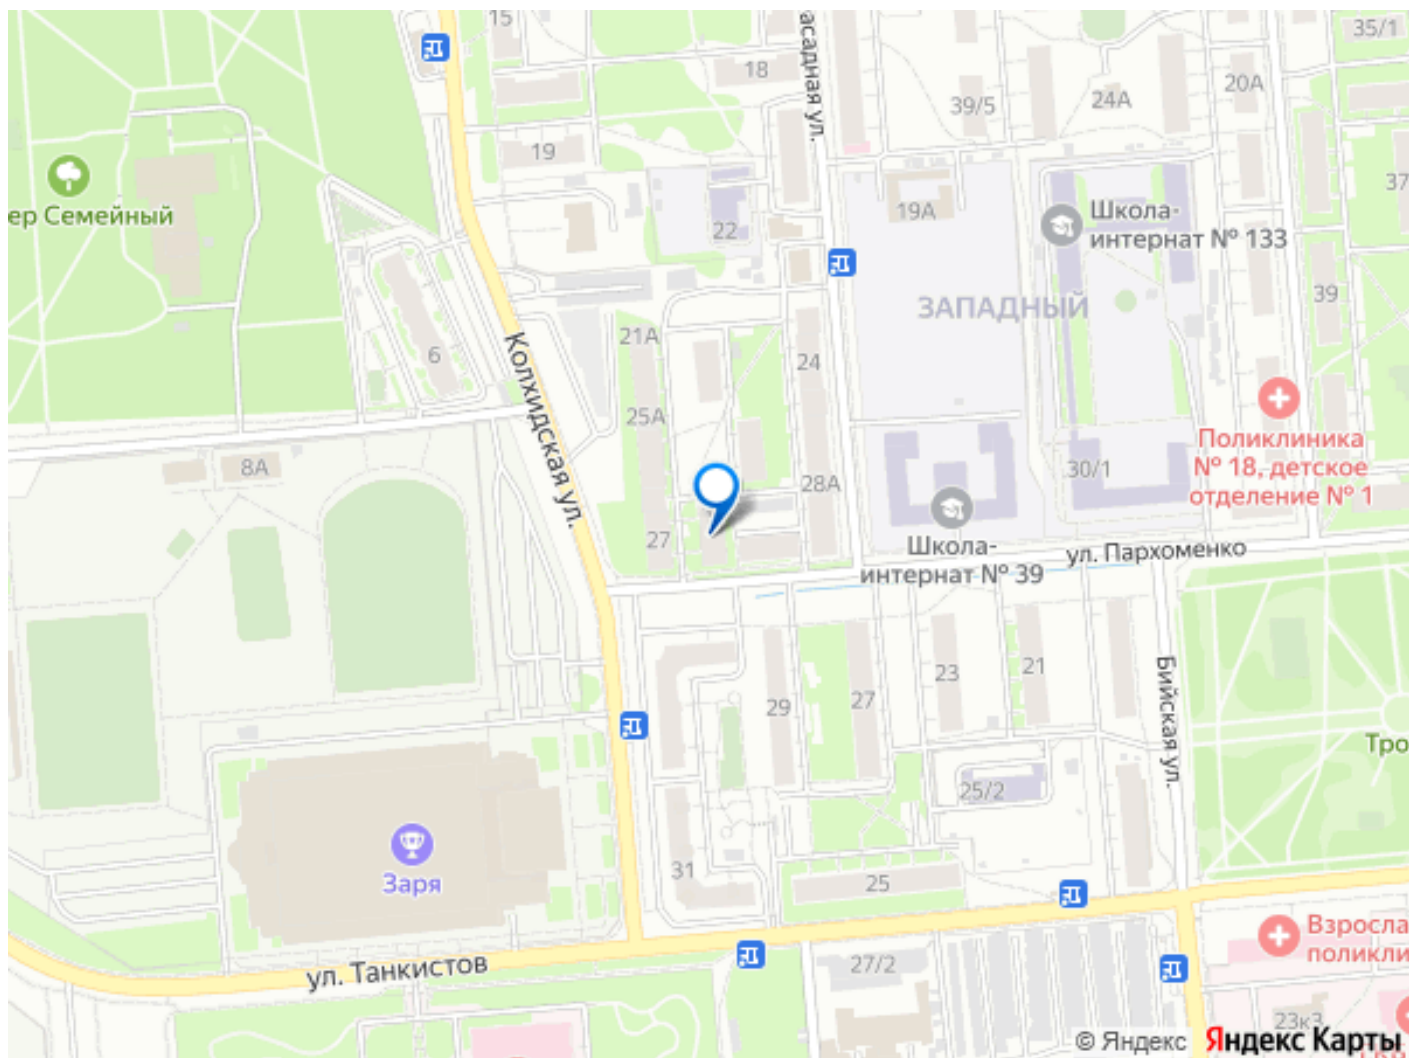 15
18
асадная ул.
35/1
20А
24А
39/5
19
37
ер Семейный
22
19А
Школа-
интернат № 133
ЗАПАДНЫЙ
39
21А
6
24
Колхидская ул.
25А
Поликлиника
№ 18, детское
отделение № 1
8А
30/1
28А
27
Школа-
интернат № 39
ул. Пархоменко
23
21
29
27
Бийская ул.
Тро
25/2
31
25
Заря
Взросла
поликли
ул. Танкистов
27/2
23к3
© Яндекс
Яндекс Карты